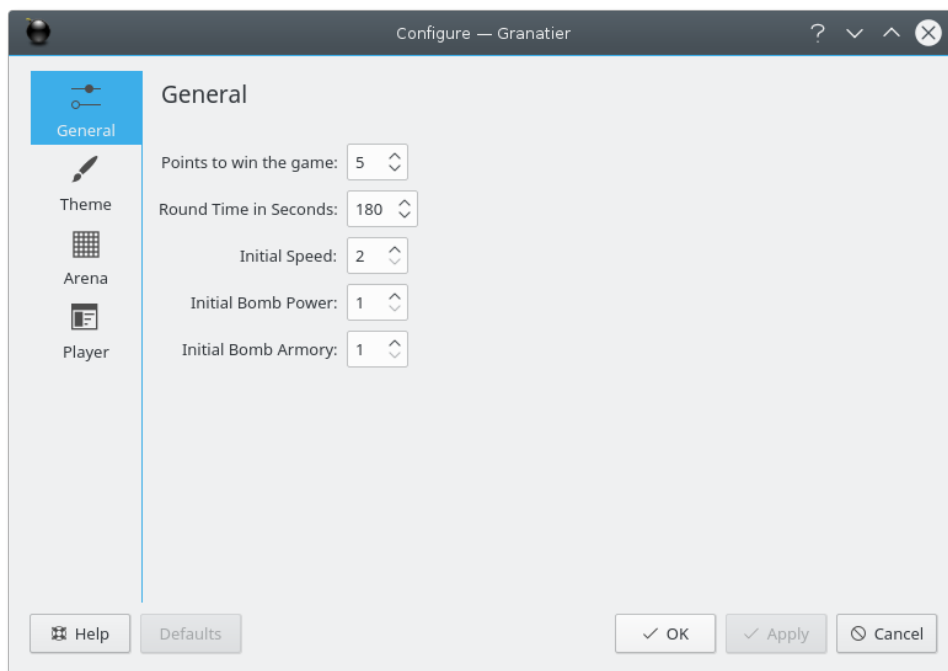 Configure — Granatier
General
General
Points to win the game: 5
Theme
Round Time in Seconds: 180
Initial Speed: 2
Arena
Initial Bomb Power: 1
Player
Initial Bomb Armory: 1
Help
Defaults
OK
Apply
Cancel